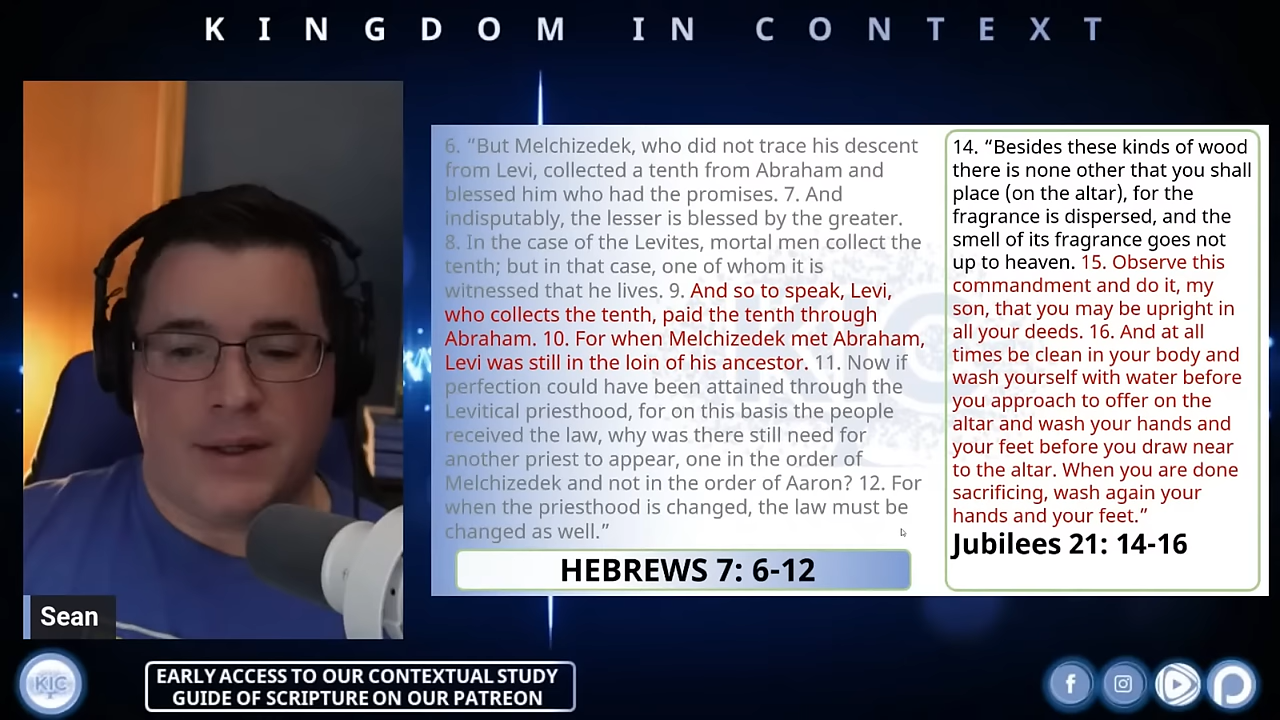 KINGDOM IN CONTEXT
6. “But Melchizedek, who did not trace his descent
from Levi, collected a tenth from Abraham and
blessed him who had the promises. 7. And
indisputably, the lesser is blessed by the greater.
8. In the case of the Levites, mortal men collect the
tenth; but in that case, one of whom it is
witnessed that he lives. 9. And so to speak, Levi,
who collects the tenth, paid the tenth through
Abraham. 10. For when Melchizedek met Abraham,
Levi was still in the loin of his ancestor. 11. Now if
perfection could have been attained through the
Levitical priesthood, for on this basis the people
received the law, why was there still need for
another priest to appear, one in the order of
Melchizedek and not in the order of Aaron? 12. For
when the priesthood is changed, the law must be
changed as well.”
HEBREWS 7: 6-12
14. “Besides these kinds of wood
there is none other that you shall
place (on the altar), for the
fragrance is dispersed, and the
smell of its fragrance goes not
up to heaven. 15. Observe this
commandment and do it, my
son, that you may be upright in
all your deeds. 16. And at all
times be clean in your body and
wash yourself with water before
you approach to offer on the
altar and wash your hands and
your feet before you draw near
to the altar. When you are done
sacrificing, wash again your
hands and your feet.”
Jubilees 21: 14-16
Sean
KIC
EARLY ACCESS TO OUR CONTEXTUAL STUDY
GUIDE OF SCRIPTURE ON OUR PATREON